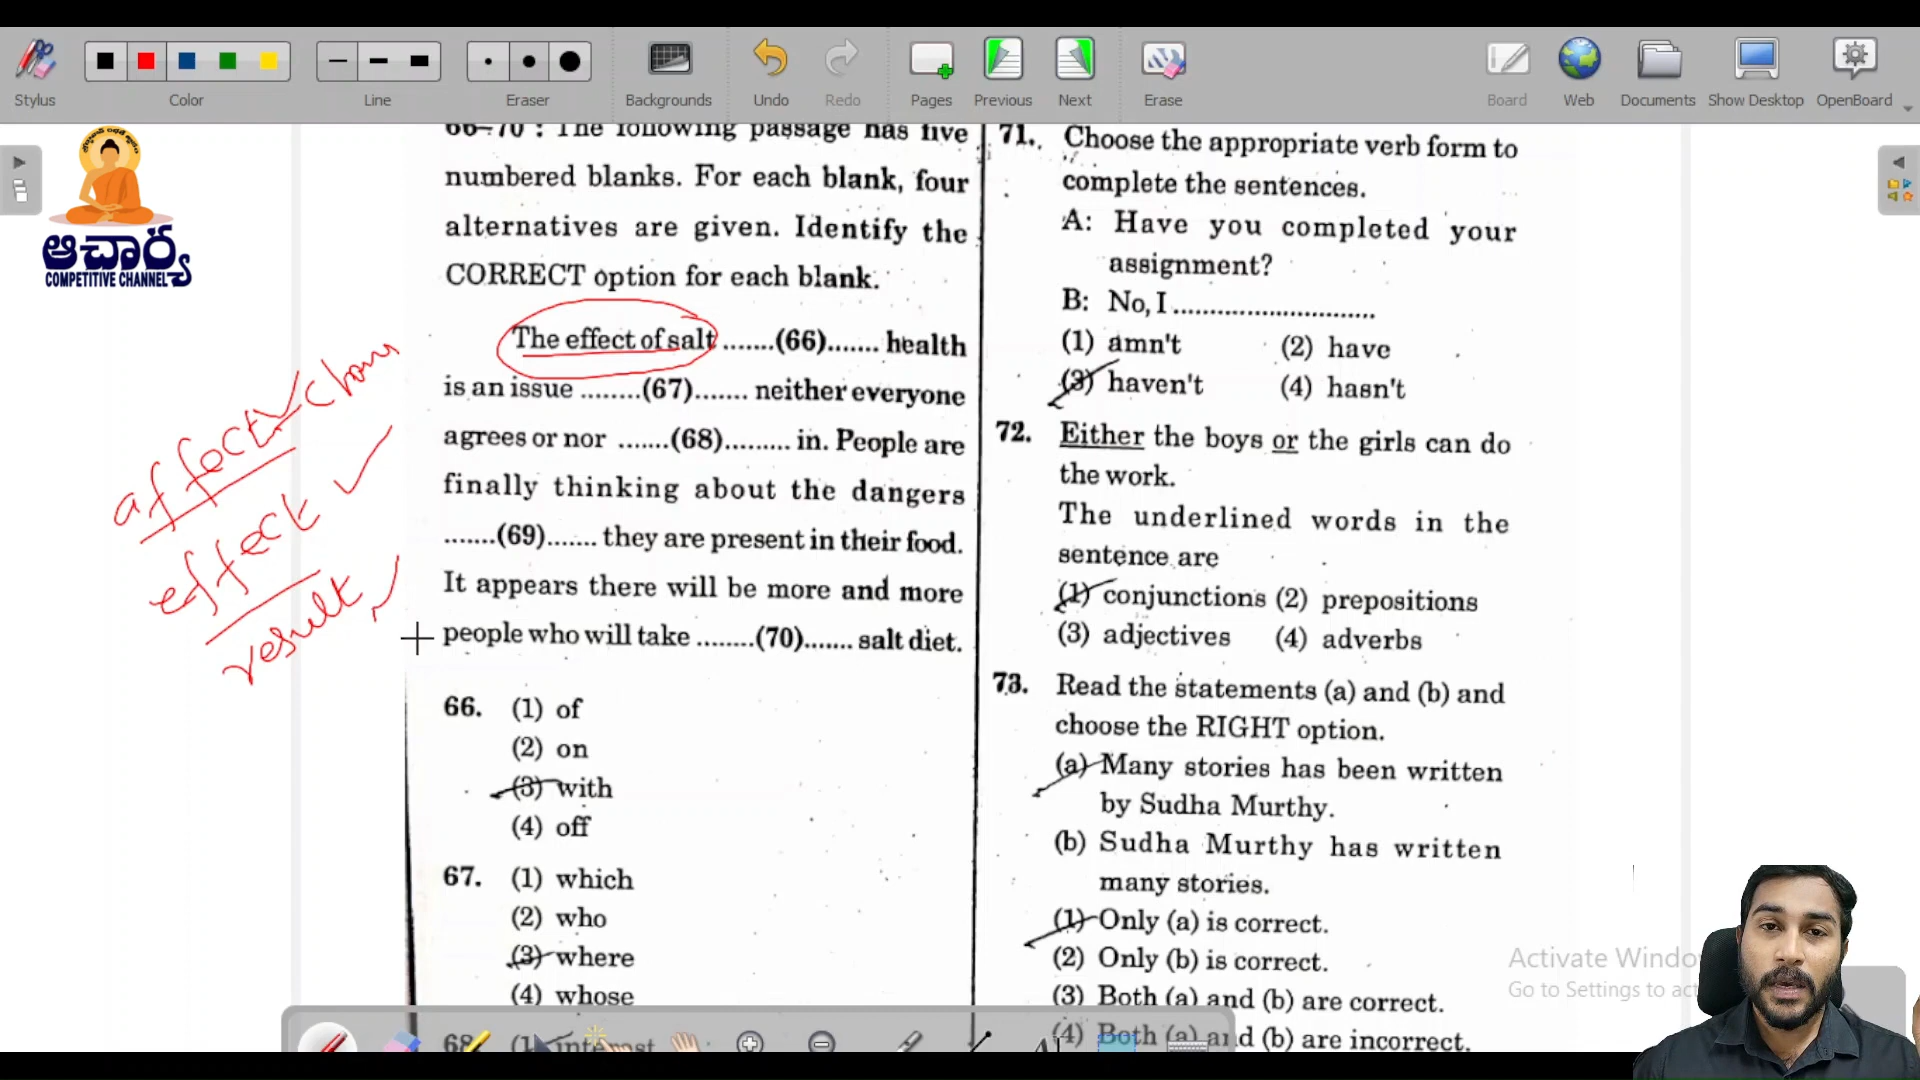 Stylus
Color
Line
Eraser
Backgrounds
Undo
Redo
Pages
Previous
Next
Erase
Board
Web
Documents
Show Desktop
OpenBoard
ఆచార్య
COMPETITIVE CHANNEL
66-70 : The following passage has five
numbered blanks. For each blank, four
alternatives are given. Identify the
CORRECT option for each blank.
The effect of salt .......(66)....... health
is an issue ........(67)....... neither everyone
agrees or nor .......(68)......... in. People are
finally thinking about the dangers
.......(69)....... they are present in their food.
It appears there will be more and more
people who will take ........(70)....... salt diet.
affect
effect
result
66. (1) of
(2) on
(3) with
(4) off
67. (1) which
(2) who
(3) where
(4) whose
68. (1) interest
71. Choose the appropriate verb form to
complete the sentences.
A: Have you completed your
assignment?
B: No, I ............................
(1) amn't (2) have
(3) haven't (4) hasn't
72. Either the boys or the girls can do
the work.
The underlined words in the
sentence are
(1) conjunctions (2) prepositions
(3) adjectives (4) adverbs
73. Read the statements (a) and (b) and
choose the RIGHT option.
(a) Many stories has been written
by Sudha Murthy.
(b) Sudha Murthy has written
many stories.
(1) Only (a) is correct.
(2) Only (b) is correct.
(3) Both (a) and (b) are correct.
(4) Both (a) and (b) are incorrect.
Activate Windo
Go to Settings to act